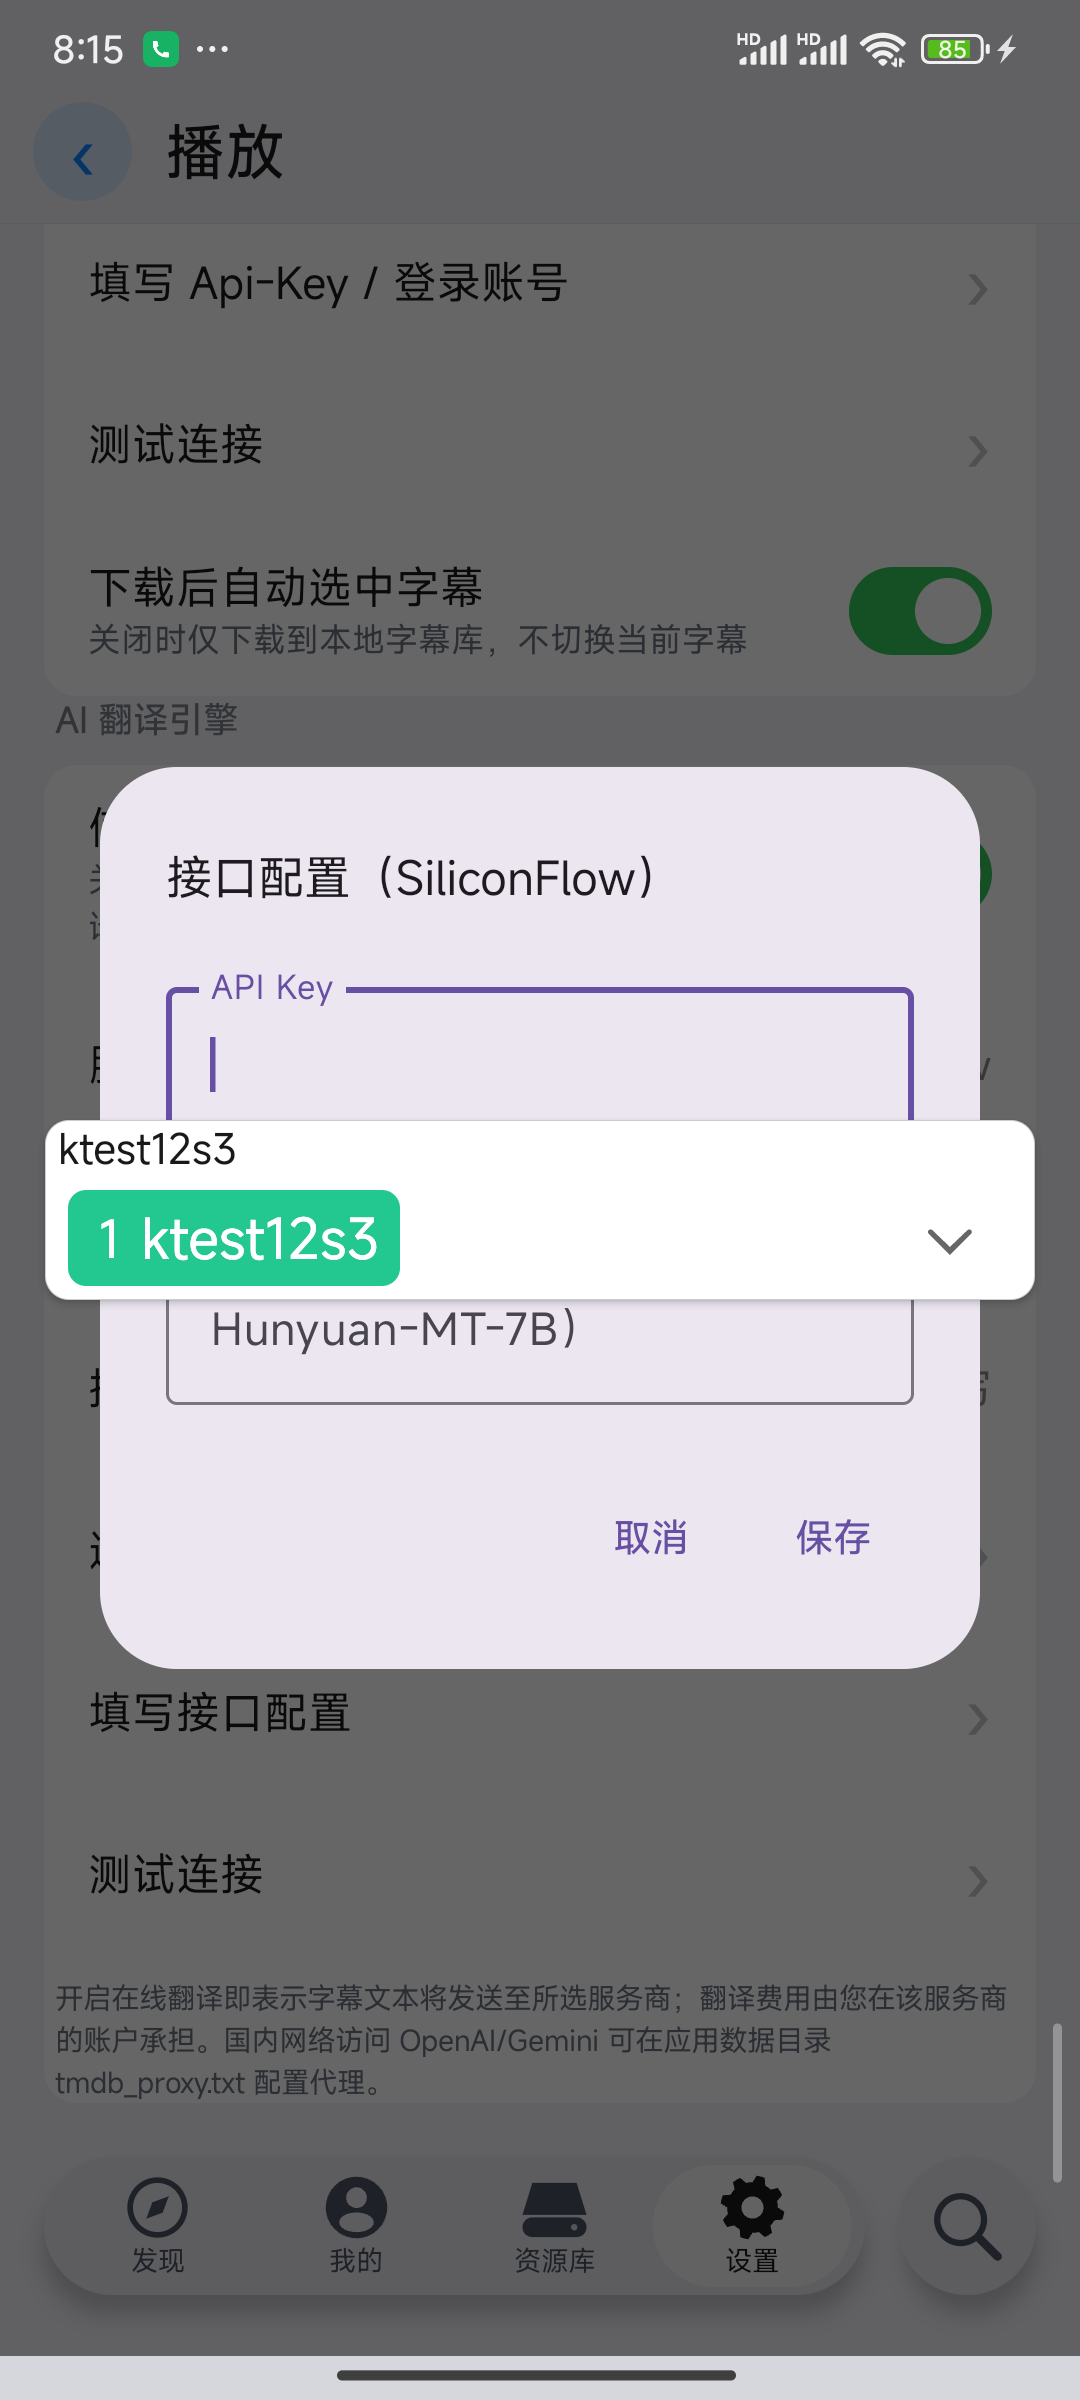 8:15
HD HD 85
播放
填写 Api-Key / 登录账号
测试连接
下载后自动选中字幕
关闭时仅下载到本地字幕库，不切换当前字幕
AI 翻译引擎
接口配置（SiliconFlow）
API Key
ktest12s3
1 ktest12s3
Hunyuan-MT-7B）
取消
保存
填写接口配置
测试连接
开启在线翻译即表示字幕文本将发送至所选服务商；翻译费用由您在该服务商
的账户承担。国内网络访问 OpenAI/Gemini 可在应用数据目录
tmdb_proxy.txt 配置代理。
发现
我的
资源库
设置